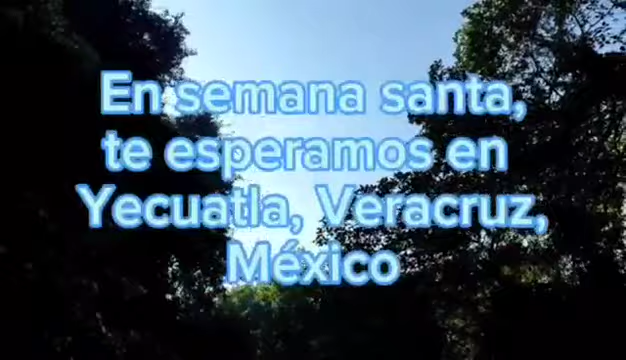 En semana santa,
te esperamos en
Yecuatla, Veracruz,
México